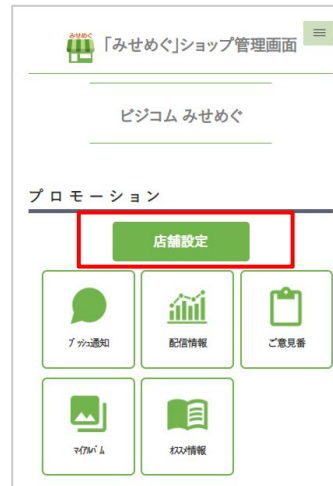 みせめぐ
「みせめぐ」ショップ管理画面
ビジコム みせめぐ
プロモーション
店舗設定
プッシュ通知
配信情報
ご意見番
マイアルバム
オススメ情報